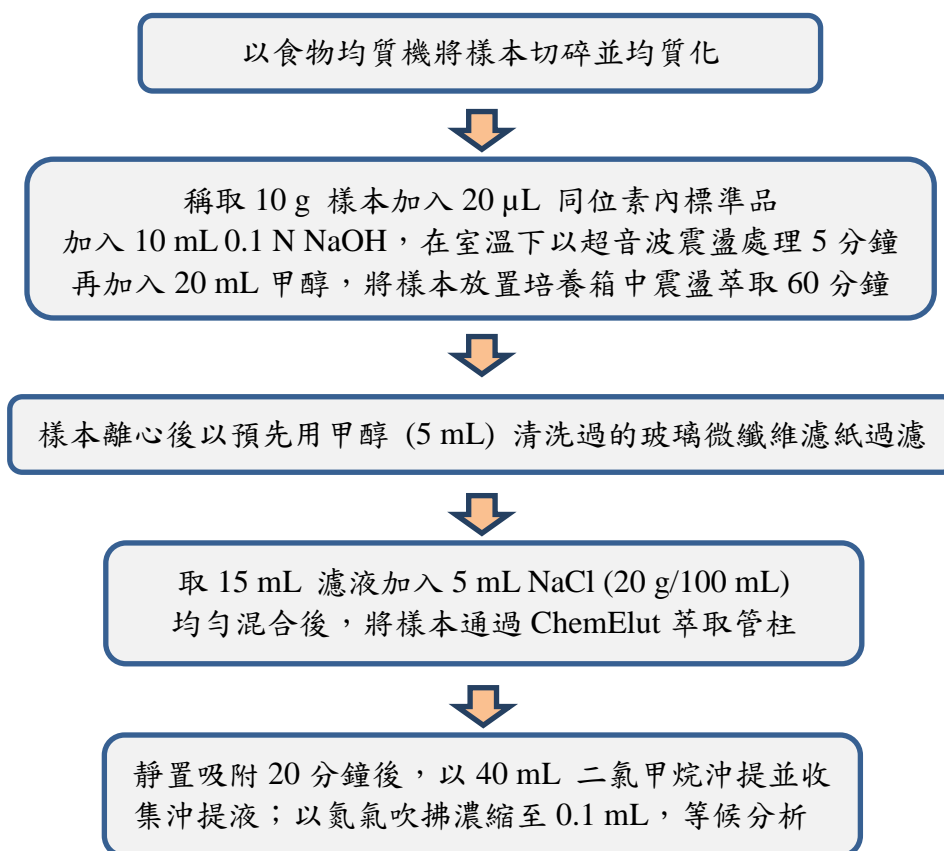 以食物均質機將樣本切碎並均質化
稱取 10 g 樣本加入 20 µL 同位素內標準品
加入 10 mL 0.1 N NaOH，在室溫下以超音波震盪處理 5 分鐘
再加入 20 mL 甲醇，將樣本放置培養箱中震盪萃取 60 分鐘
樣本離心後以預先用甲醇 (5 mL) 清洗過的玻璃微纖維濾紙過濾
取 15 mL 濾液加入 5 mL NaCl (20 g/100 mL)
均勻混合後，將樣本通過 ChemElut 萃取管柱
靜置吸附 20 分鐘後，以 40 mL 二氯甲烷沖提並收
集沖提液；以氮氣吹拂濃縮至 0.1 mL，等候分析